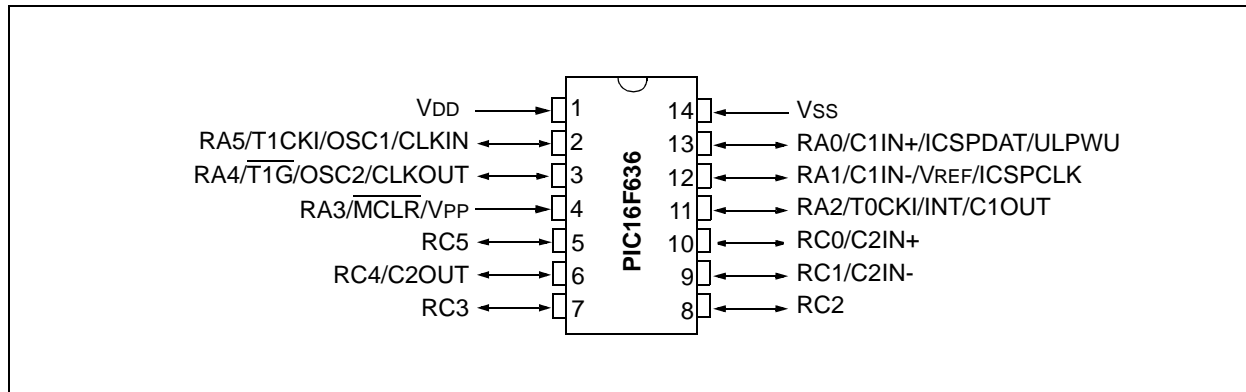 VDD 1 14 VSS
RA5/T1CKI/OSC1/CLKIN 2 13 RA0/C1IN+/ICSPDAT/ULPWU
RA4/T1G/OSC2/CLKOUT 3 12 RA1/C1IN-/VREF/ICSPCLK
RA3/MCLR/VPP 4 11 RA2/T0CKI/INT/C1OUT
RC5 5 10 RC0/C2IN+
RC4/C2OUT 6 9 RC1/C2IN-
RC3 7 8 RC2
PIC16F636